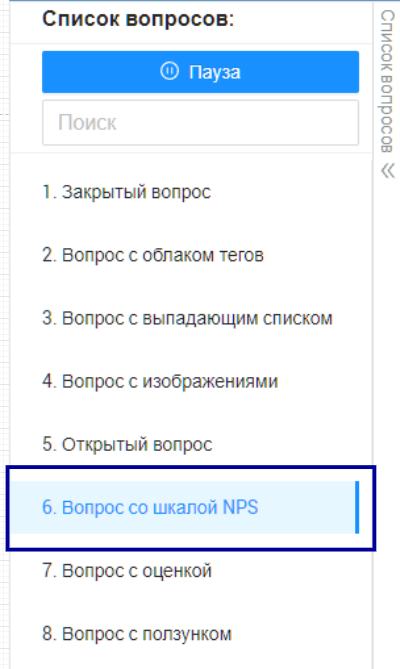 Список вопросов:
Пауза
Поиск
1. Закрытый вопрос
2. Вопрос с облаком тегов
3. Вопрос с выпадающим списком
4. Вопрос с изображениями
5. Открытый вопрос
6. Вопрос со шкалой NPS
7. Вопрос с оценкой
8. Вопрос с ползунком
Список вопросов